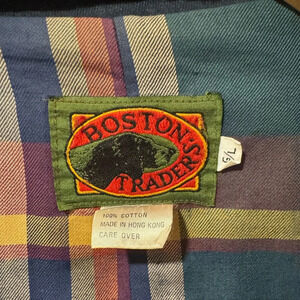 BOSTON
TRADERS
G/L
100% COTTON
MADE IN HONG KONG
CARE OVER